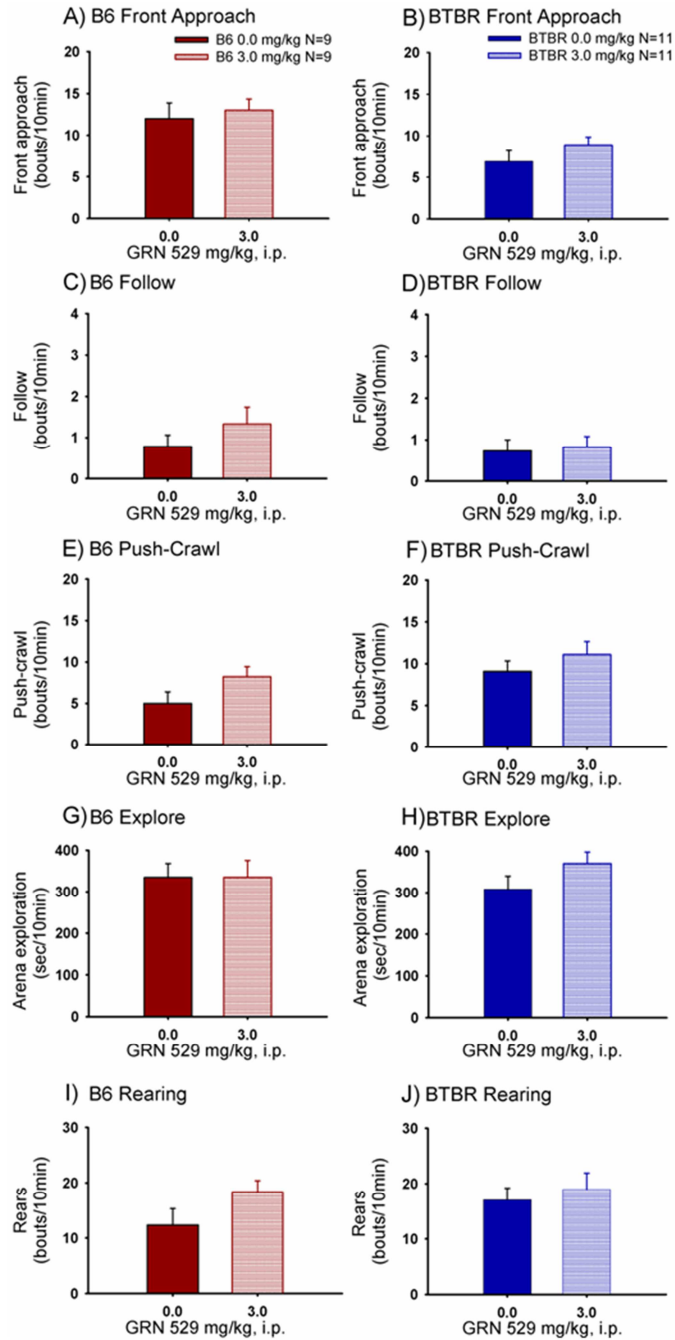 A) B6 Front Approach
B6 0.0 mg/kg N=9
B6 3.0 mg/kg N=9
20
15
10
5
0
Front approach
(bouts/10min)
0.0 3.0
GRN 529 mg/kg, i.p.
B) BTBR Front Approach
BTBR 0.0 mg/kg N=11
BTBR 3.0 mg/kg N=11
20
15
10
5
0
Front approach
(bouts/10min)
0.0 3.0
GRN 529 mg/kg, i.p.
C) B6 Follow
4
3
2
1
0
Follow
(bouts/10min)
0.0 3.0
GRN 529 mg/kg, i.p.
D) BTBR Follow
4
3
2
1
0
Follow
(bouts/10min)
0.0 3.0
GRN 529 mg/kg, i.p.
E) B6 Push-Crawl
20
15
10
5
0
Push-crawl
(bouts/10min)
0.0 3.0
GRN 529 mg/kg, i.p.
F) BTBR Push-Crawl
20
15
10
5
0
Push-crawl
(bouts/10min)
0.0 3.0
GRN 529 mg/kg, i.p.
G) B6 Explore
400
300
200
100
0
Arena exploration
(sec/10min)
0.0 3.0
GRN 529 mg/kg, i.p.
H) BTBR Explore
400
300
200
100
0
Arena exploration
(sec/10min)
0.0 3.0
GRN 529 mg/kg, i.p.
I) B6 Rearing
30
20
10
0
Rears
(bouts/10min)
0.0 3.0
GRN 529 mg/kg, i.p.
J) BTBR Rearing
30
20
10
0
Rears
(bouts/10min)
0.0 3.0
GRN 529 mg/kg, i.p.